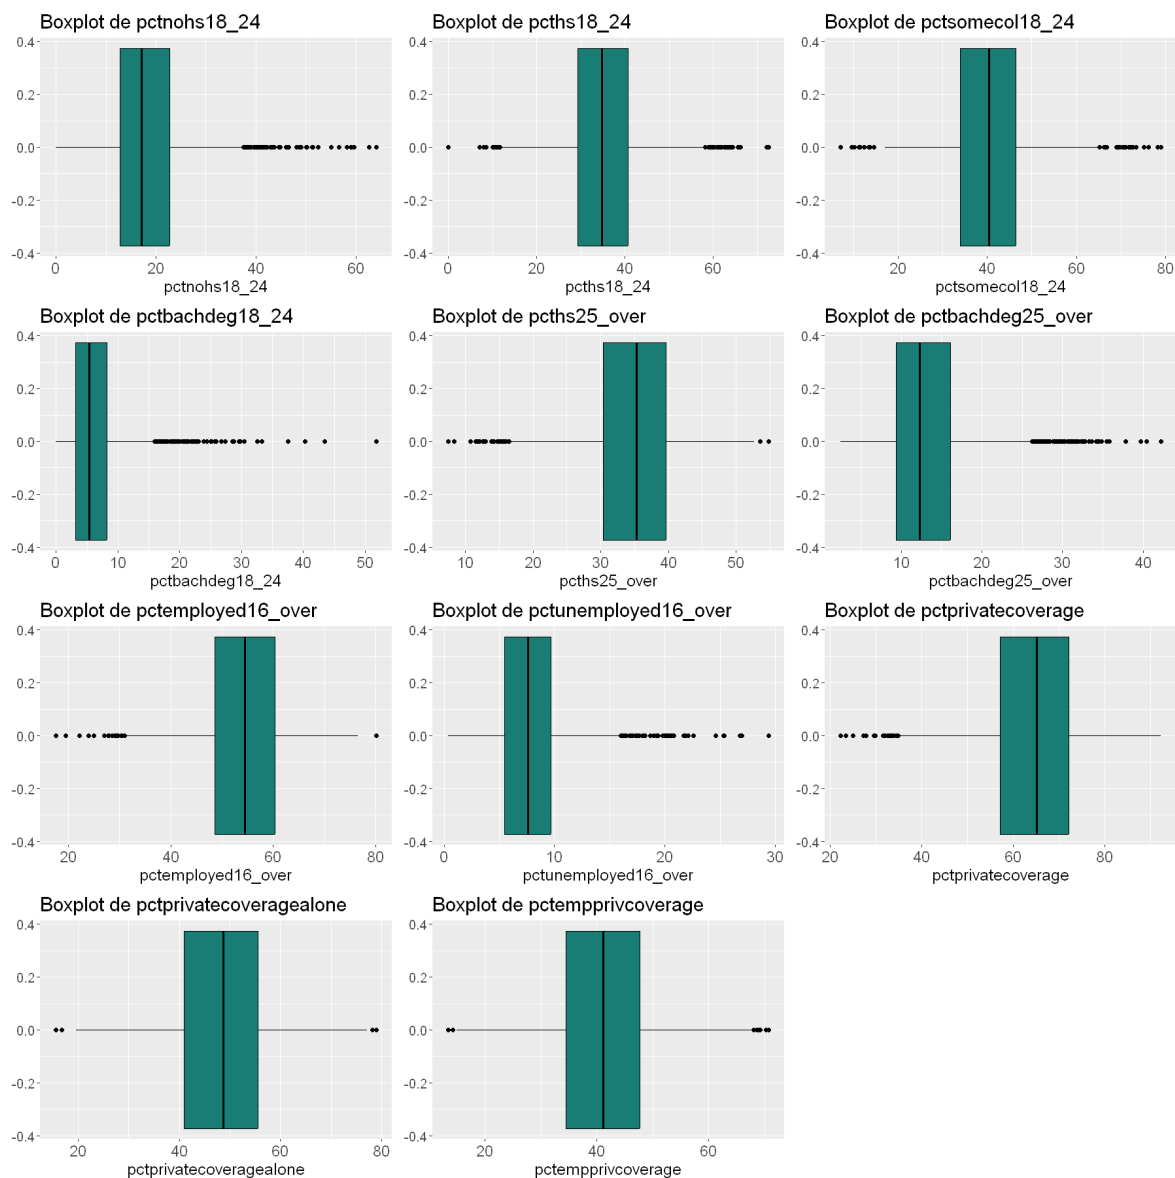 Boxplot de pctnohs18_24
0.4
0.2
0.0
-0.2
-0.4
0 20 40 60
pctnohs18_24
Boxplot de pcths18_24
0.4
0.2
0.0
-0.2
-0.4
0 20 40 60
pcths18_24
Boxplot de pctsomecol18_24
0.4
0.2
0.0
-0.2
-0.4
20 40 60 80
pctsomecol18_24
Boxplot de pctbachdeg18_24
0.4
0.2
0.0
-0.2
-0.4
0 10 20 30 40 50
pctbachdeg18_24
Boxplot de pcths25_over
0.4
0.2
0.0
-0.2
-0.4
10 20 30 40 50
pcths25_over
Boxplot de pctbachdeg25_over
0.4
0.2
0.0
-0.2
-0.4
10 20 30 40
pctbachdeg25_over
Boxplot de pctemployed16_over
0.4
0.2
0.0
-0.2
-0.4
20 40 60 80
pctemployed16_over
Boxplot de pctunemployed16_over
0.4
0.2
0.0
-0.2
-0.4
0 10 20 30
pctunemployed16_over
Boxplot de pctprivatecoverage
0.4
0.2
0.0
-0.2
-0.4
20 40 60 80
pctprivatecoverage
Boxplot de pctprivatecoveragealone
0.4
0.2
0.0
-0.2
-0.4
20 40 60 80
pctprivatecoveragealone
Boxplot de pctempprivcoverage
0.4
0.2
0.0
-0.2
-0.4
20 40 60
pctempprivcoverage